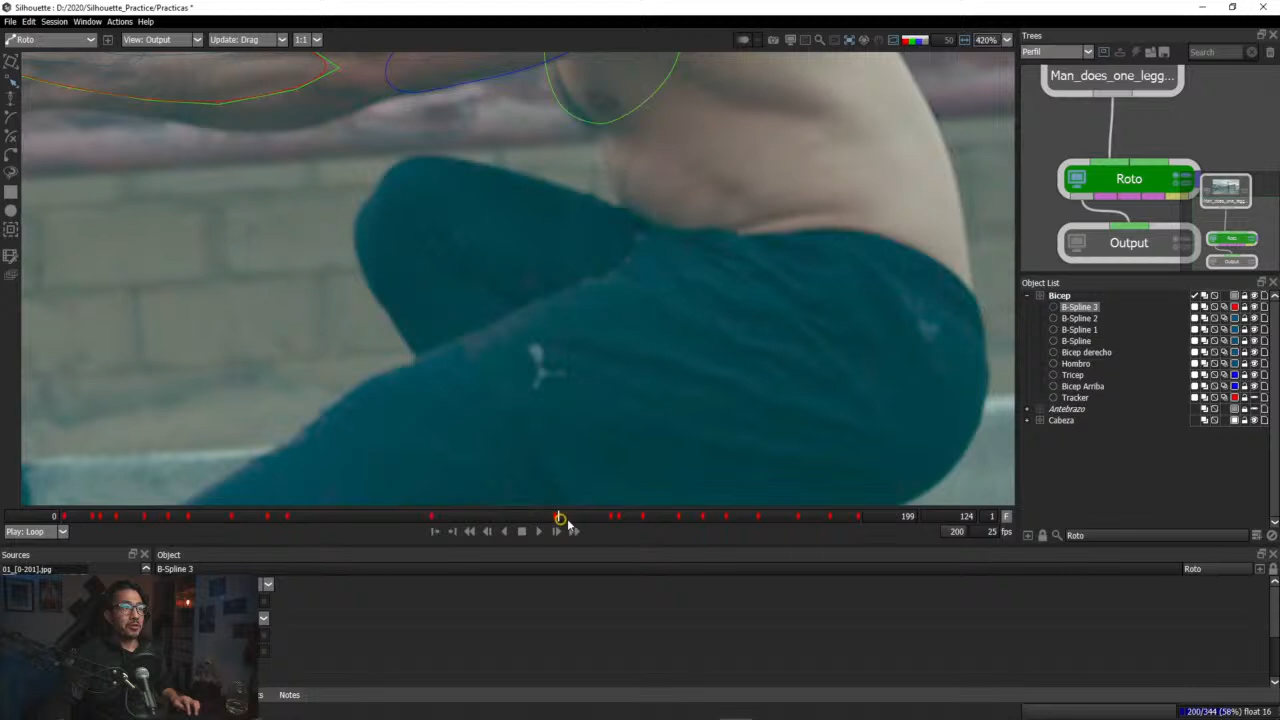 Silhouette : D:/2020/Silhouette_Practice/Practicas *
File Edit Session Window Actions Help
Roto View: Output Update: Drag 1:1 50 420%
Trees
Perfil Search
Man_does_one_legg...
Roto
Output
Object List
Bicep
B-Spline 3
B-Spline 2
B-Spline 1
B-Spline
Bicep derecho
Hombro
Tricep
Bicep Arriba
Tracker
Antebrazo
Cabeza
0 199 124 1 F
Play: Loop 200 25 fps
Roto
Sources Object
01_[0-201].jpg B-Spline 3 Roto
Notes
200/344 (58%) float 16